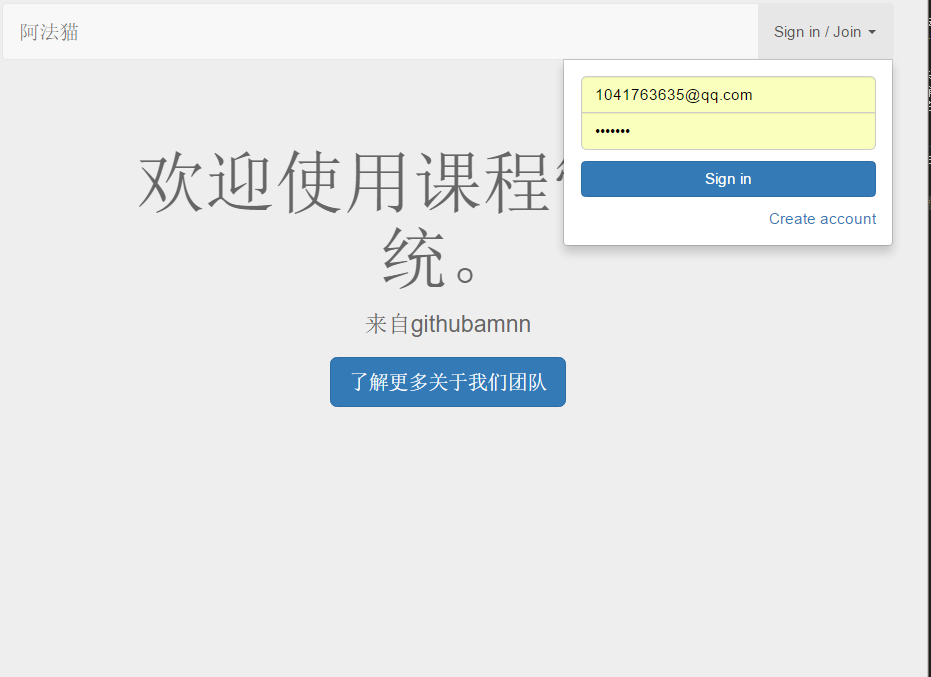 阿法猫
Sign in / Join
1041763635@qq.com
•••••••
Sign in
Create account
欢迎使用课程
统。
来自githubamnn
了解更多关于我们团队